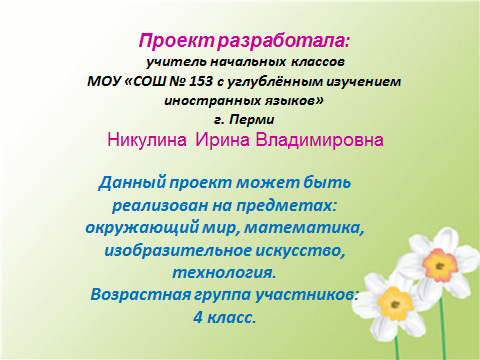 Проект разработала:
учитель начальных классов
МОУ «СОШ № 153 с углублённым изучением
иностранных языков»
г. Перми
Никулина Ирина Владимировна
Данный проект может быть
реализован на предметах:
окружающий мир, математика,
изобразительное искусство,
технология.
Возрастная группа участников:
4 класс.